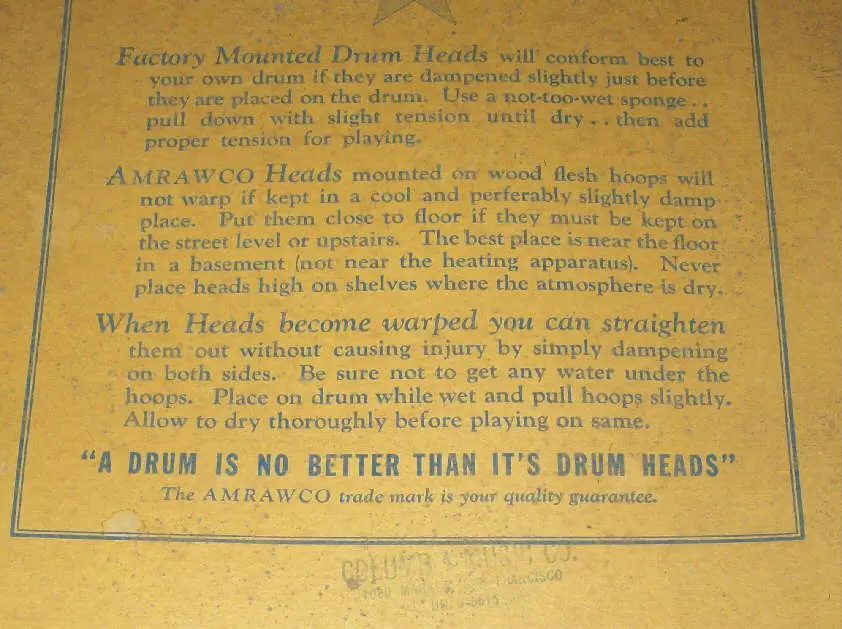 Factory Mounted Drum Heads will conform best to
your own drum if they are dampened slightly just before
they are placed on the drum. Use a not-too-wet sponge . .
pull down with slight tension until dry . . then add
proper tension for playing.
AMRAWCO Heads mounted on wood flesh hoops will
not warp if kept in a cool and perferably slightly damp
place. Put them close to floor if they must be kept on
the street level or upstairs. The best place is near the floor
in a basement (not near the heating apparatus). Never
place heads high on shelves where the atmosphere is dry.
When Heads become warped you can straighten
them out without causing injury by simply dampening
on both sides. Be sure not to get any water under the
hoops. Place on drum while wet and pull hoops slightly.
Allow to dry thoroughly before playing on same.
"A DRUM IS NO BETTER THAN IT'S DRUM HEADS"
The AMRAWCO trade mark is your quality guarantee.
MUSIC CO.
FRANCISCO